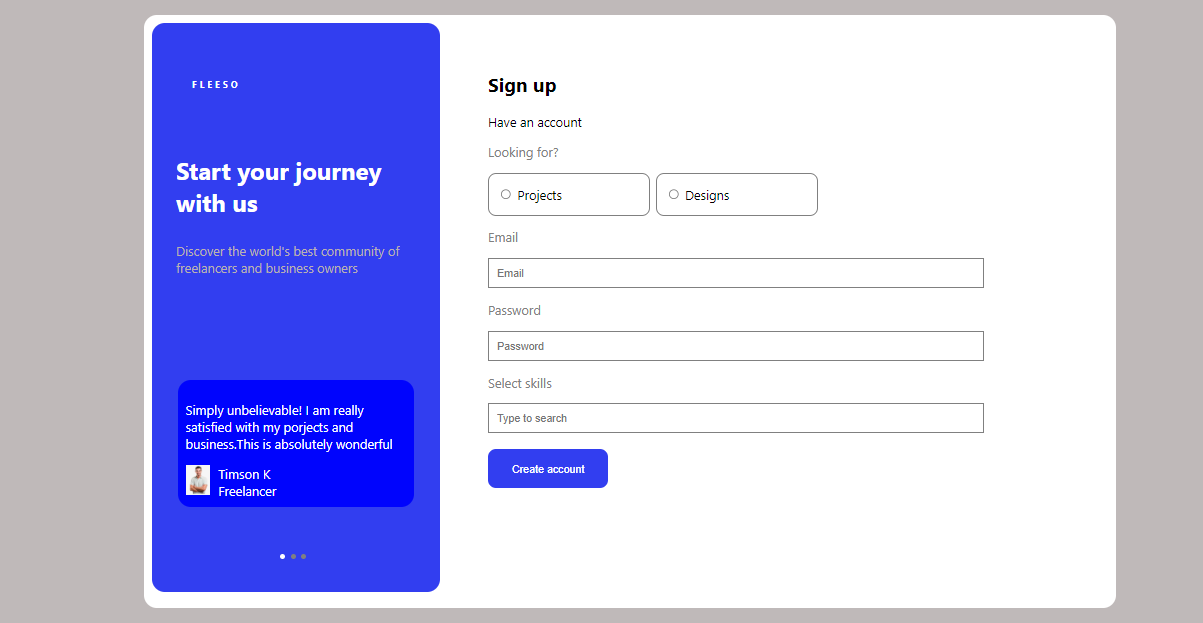 FLEESO
Start your journey
with us
Discover the world's best community of
freelancers and business owners
Simply unbelievable! I am really
satisfied with my porjects and
business.This is absolutely wonderful
Timson K
Freelancer
Sign up
Have an account
Looking for?
Projects
Designs
Email
Email
Password
Password
Select skills
Type to search
Create account